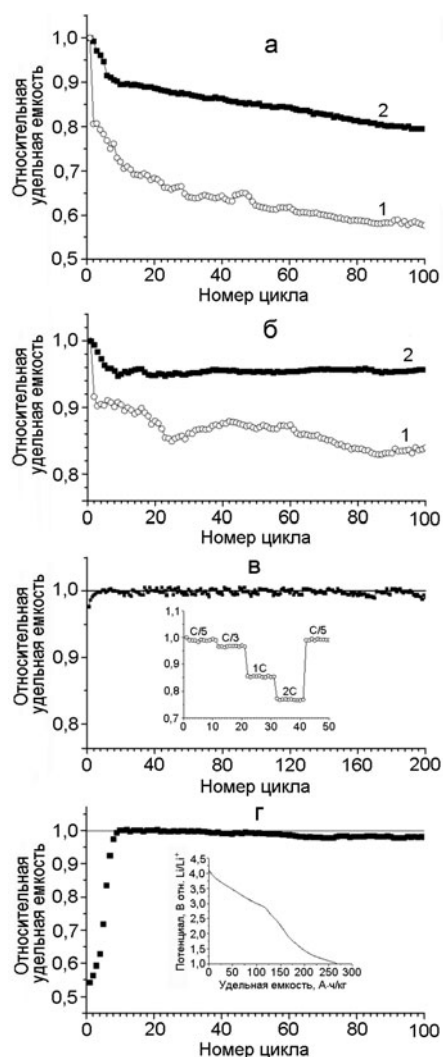 а
1,0
0,9
0,8
0,7
0,6
0,5
Относительная
удельная емкость
2
1
0 20 40 60 80 100
Номер цикла
б
1,0
0,9
0,8
Относительная
удельная емкость
2
1
0 20 40 60 80 100
Номер цикла
в
1,0
0,9
0,8
Относительная
удельная емкость
1,1
1,0
0,9
0,8
0,7
C/5
C/3
1C
2C
C/5
0 10 20 30 40 50
0 40 80 120 160 200
Номер цикла
г
1,0
0,9
0,8
0,7
0,6
0,5
Относительная
удельная емкость
Потенциал, В отн. Li/Li⁺
4,5
4,0
3,5
3,0
2,5
2,0
1,5
1,0
0 50 100 150 200 250 300
Удельная емкость, А·ч/кг
0 20 40 60 80 100
Номер цикла